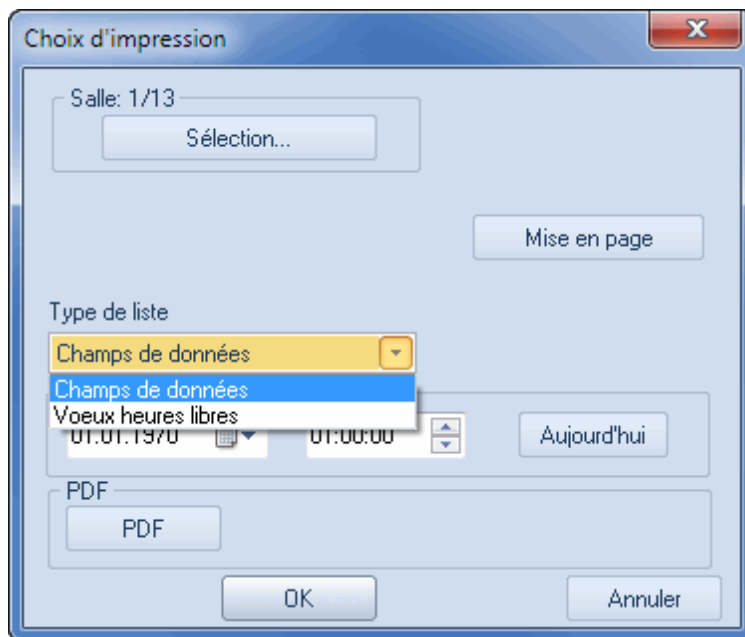 Choix d'impression
Salle: 1/13
Sélection...
Mise en page
Type de liste
Champs de données
Champs de données
Voeux heures libres
01.01.1970 01:00:00 Aujourd'hui
PDF
PDF
OK Annuler